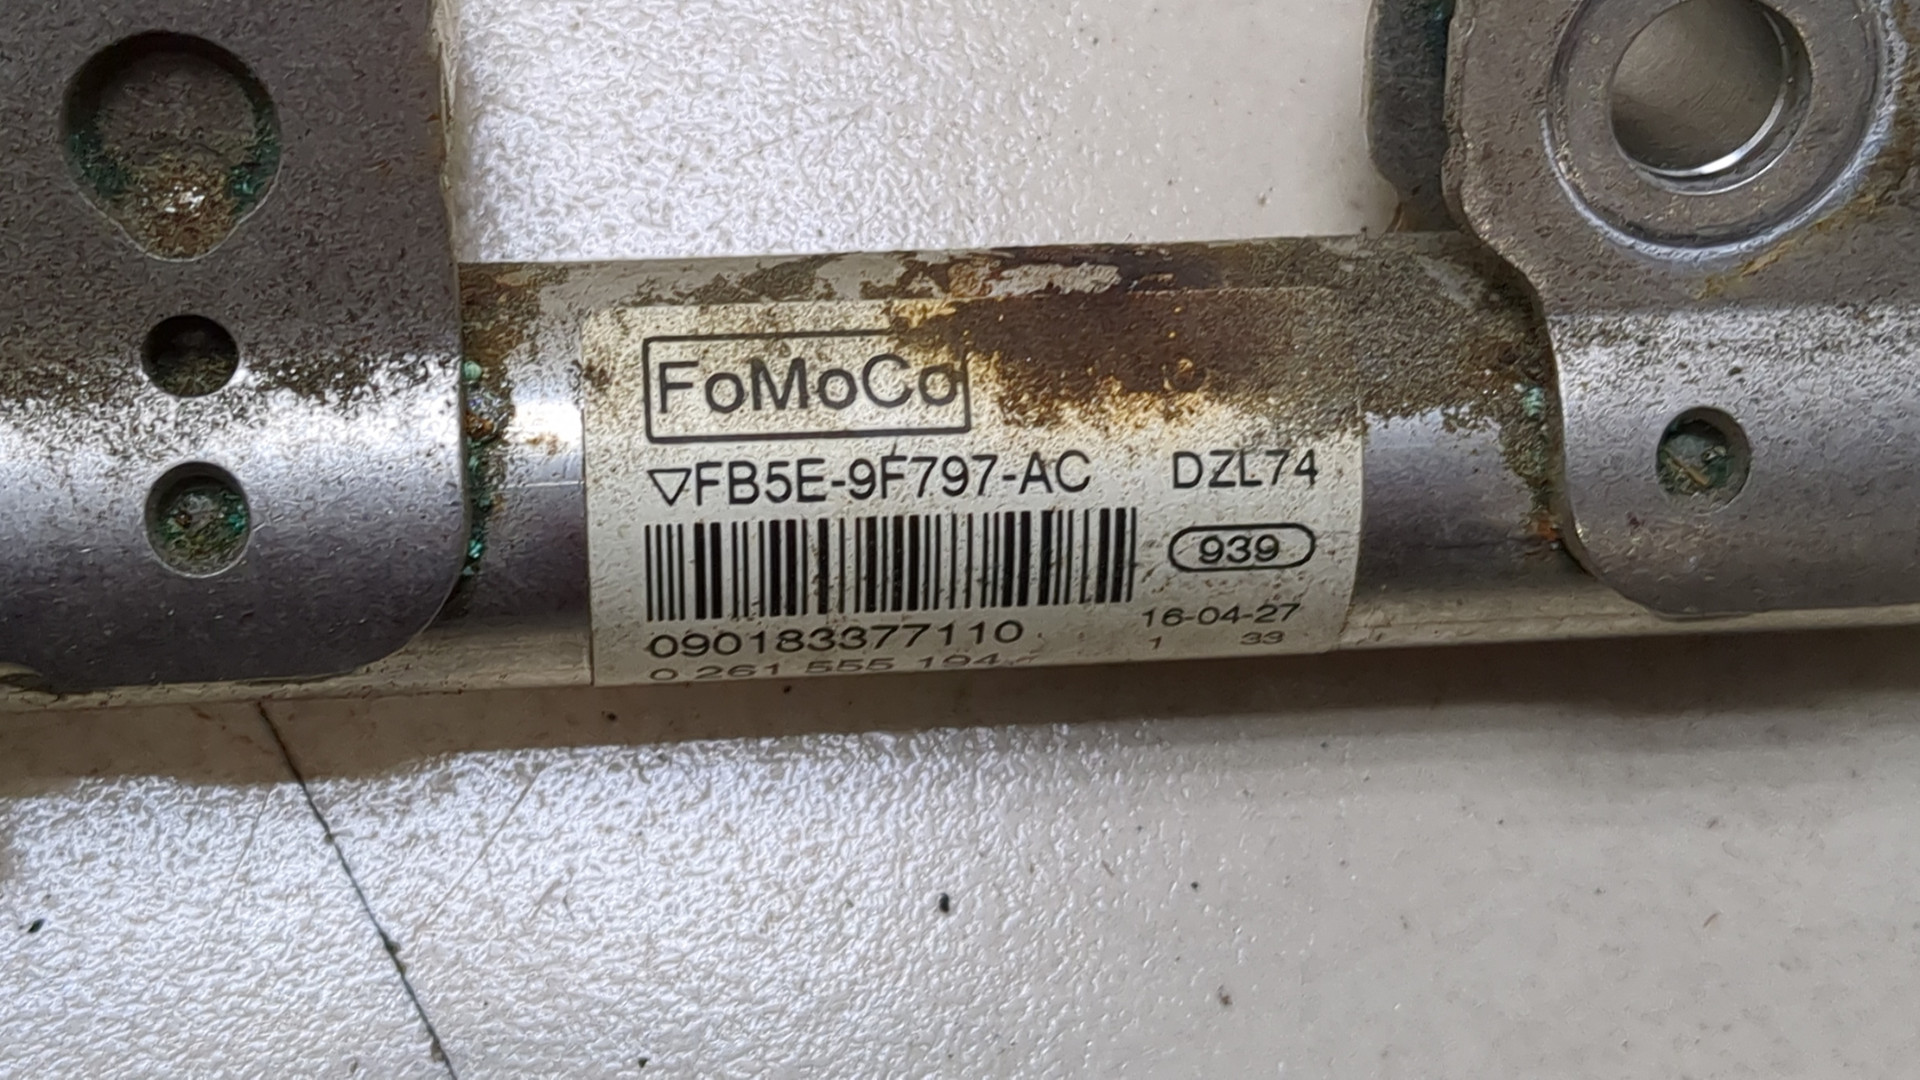 FoMoCo
▽FB5E-9F797-AC DZL74
939
090183377110 16-04-27
0 261 555 194 1 33